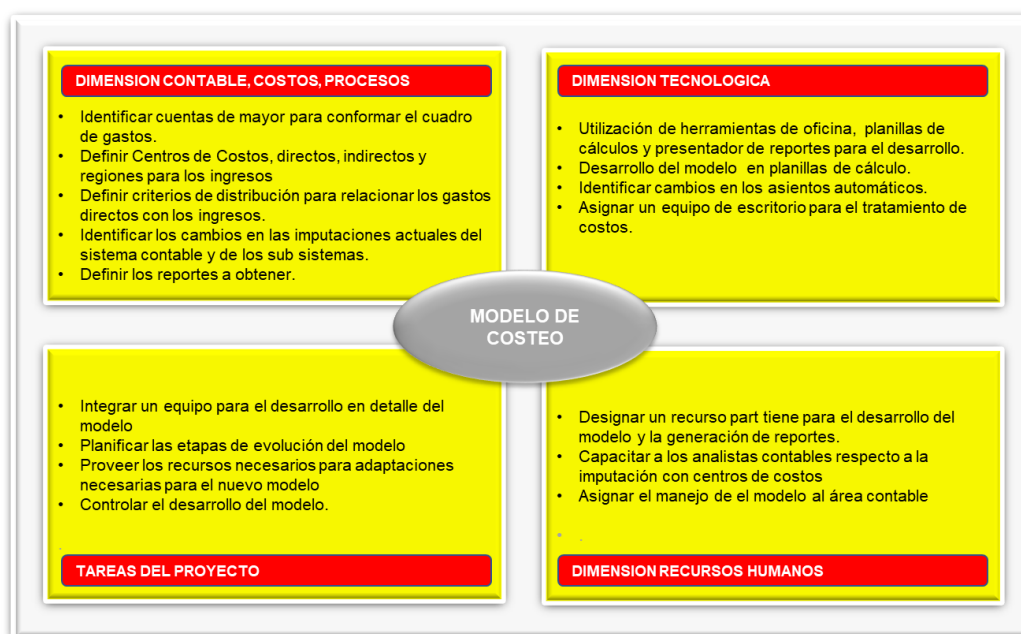 DIMENSION CONTABLE, COSTOS, PROCESOS
• Identificar cuentas de mayor para conformar el cuadro
de gastos.
• Definir Centros de Costos, directos, indirectos y
regiones para los ingresos
• Definir criterios de distribución para relacionar los gastos
directos con los ingresos.
• Identificar los cambios en las imputaciones actuales del
sistema contable y de los sub sistemas.
• Definir los reportes a obtener.
DIMENSION TECNOLOGICA
• Utilización de herramientas de oficina, planillas de
cálculos y presentador de reportes para el desarrollo.
• Desarrollo del modelo en planillas de cálculo.
• Identificar cambios en los asientos automáticos.
• Asignar un equipo de escritorio para el tratamiento de
costos.
MODELO DE
COSTEO
• Integrar un equipo para el desarrollo en detalle del
modelo
• Planificar las etapas de evolución del modelo
• Proveer los recursos necesarios para adaptaciones
necesarias para el nuevo modelo
• Controlar el desarrollo del modelo.
.
TAREAS DEL PROYECTO
• Designar un recurso part tiene para el desarrollo del
modelo y la generación de reportes.
• Capacitar a los analistas contables respecto a la
imputación con centros de costos
• Asignar el manejo de el modelo al área contable
• .
DIMENSION RECURSOS HUMANOS